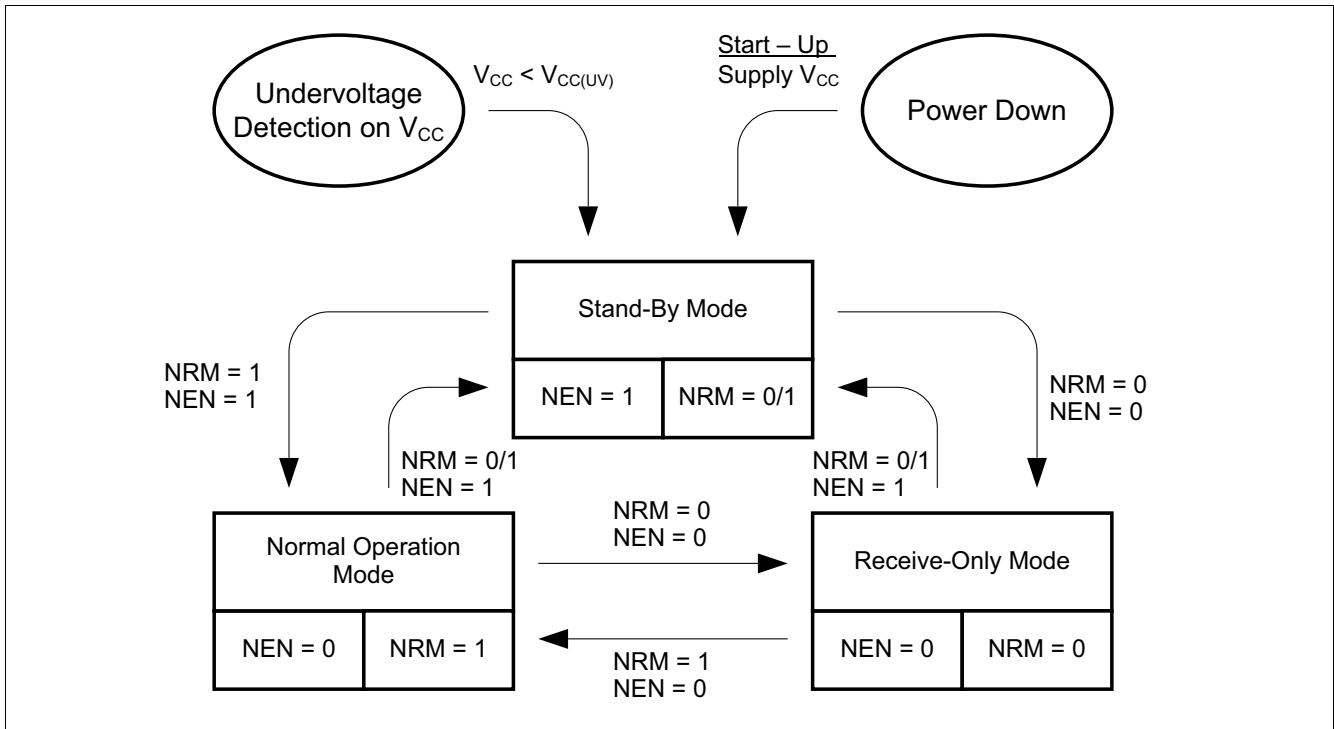 Undervoltage
Detection on VCC
VCC < VCC(UV)
Start – Up
Supply VCC
Power Down
Stand-By Mode
NEN = 1
NRM = 0/1
NRM = 1
NEN = 1
NRM = 0
NEN = 0
NRM = 0/1
NEN = 1
NRM = 0/1
NEN = 1
NRM = 0
NEN = 0
Normal Operation
Mode
NEN = 0
NRM = 1
Receive-Only Mode
NEN = 0
NRM = 0
NRM = 1
NEN = 0